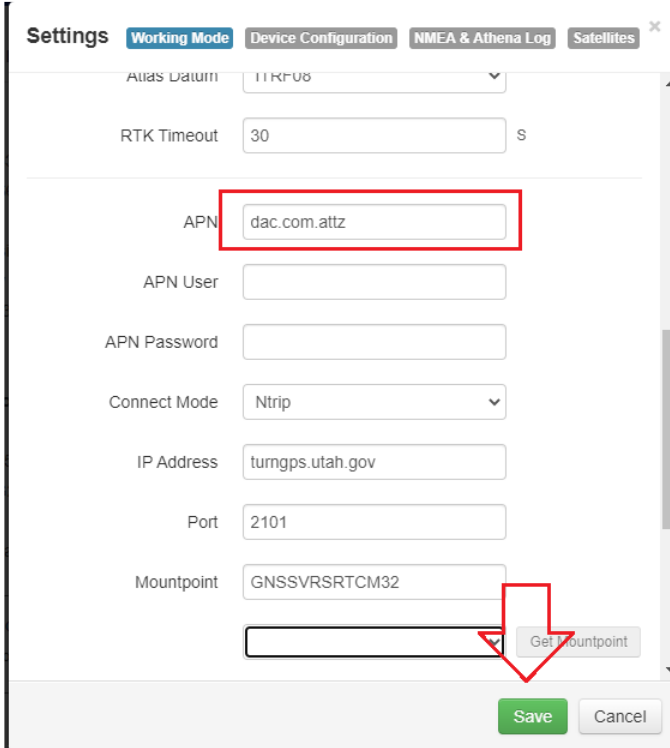 Settings Working Mode Device Configuration NMEA & Athena Log Satellites ×
Atlas Datum ITRF08
RTK Timeout 30 S
APN dac.com.attz
APN User
APN Password
Connect Mode Ntrip
IP Address turngps.utah.gov
Port 2101
Mountpoint GNSSVRSRTCM32
Get Mountpoint
Save Cancel